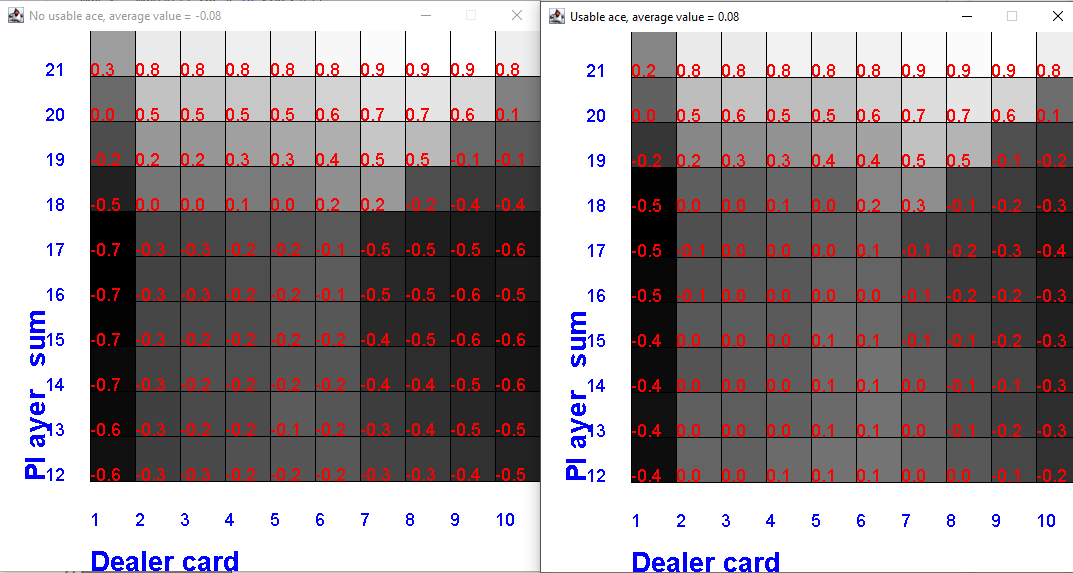 No usable ace, average value = -0.08
21 0.3 0.8 0.8 0.8 0.8 0.8 0.9 0.9 0.9 0.8
20 0.0 0.5 0.5 0.5 0.5 0.6 0.7 0.7 0.6 0.1
19 -0.2 0.2 0.2 0.3 0.3 0.4 0.5 0.5 -0.1 -0.1
18 -0.5 0.0 0.0 0.1 0.0 0.2 0.2 -0.2 -0.4 -0.4
17 -0.7 -0.3 -0.3 -0.2 -0.2 -0.1 -0.5 -0.5 -0.5 -0.6
16 -0.7 -0.3 -0.3 -0.2 -0.2 -0.1 -0.5 -0.5 -0.6 -0.5
15 -0.7 -0.3 -0.2 -0.2 -0.2 -0.2 -0.4 -0.5 -0.6 -0.6
14 -0.7 -0.3 -0.2 -0.2 -0.2 -0.2 -0.4 -0.4 -0.5 -0.6
13 -0.6 -0.3 -0.2 -0.2 -0.1 -0.2 -0.3 -0.4 -0.5 -0.5
12 -0.6 -0.3 -0.3 -0.2 -0.2 -0.2 -0.3 -0.3 -0.4 -0.5
Player sum
1 2 3 4 5 6 7 8 9 10
Dealer card
Usable ace, average value = 0.08
21 0.2 0.8 0.8 0.8 0.8 0.8 0.9 0.9 0.9 0.8
20 0.0 0.5 0.6 0.5 0.5 0.6 0.7 0.7 0.6 0.1
19 -0.2 0.2 0.3 0.3 0.4 0.4 0.5 0.5 -0.1 -0.2
18 -0.5 0.0 0.0 0.1 0.0 0.2 0.3 -0.1 -0.2 -0.3
17 -0.5 -0.1 0.0 0.0 0.0 0.1 -0.1 -0.2 -0.3 -0.4
16 -0.5 -0.1 0.0 0.0 0.0 0.0 -0.1 -0.2 -0.2 -0.3
15 -0.4 0.0 0.0 0.0 0.1 0.1 -0.1 -0.1 -0.2 -0.3
14 -0.4 0.0 0.0 0.0 0.1 0.1 0.0 -0.1 -0.1 -0.3
13 -0.4 0.0 0.0 0.0 0.1 0.1 0.0 -0.1 -0.2 -0.3
12 -0.4 0.0 0.0 0.1 0.1 0.1 0.0 0.0 -0.1 -0.2
Player sum
1 2 3 4 5 6 7 8 9 10
Dealer card